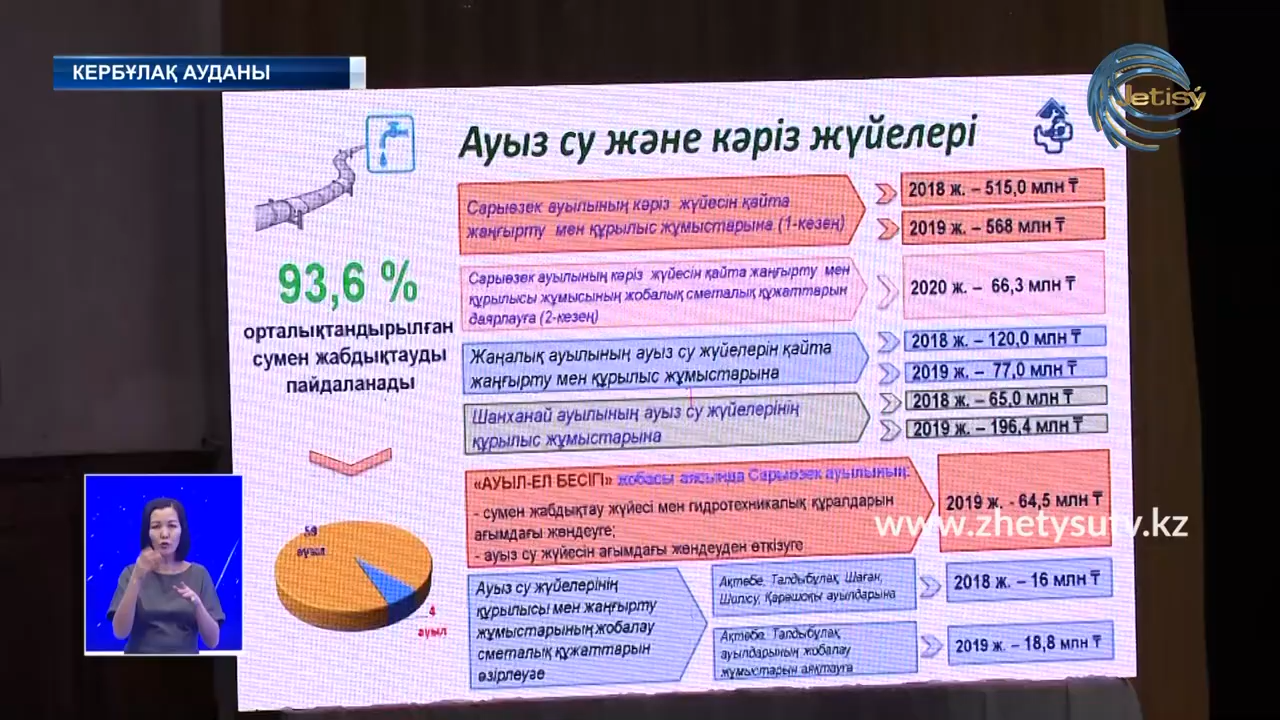 КЕРБҰЛАҚ АУДАНЫ
Jetisý
Ауыз су және кәріз жүйелері
93,6 %
орталықтандырылған
сумен жабдықтауды
пайдаланады
59
ауыл
4
ауыл
Сарыөзек ауылының кәріз жүйесін қайта
жаңғырту мен құрылыс жұмыстарына (1-кезең)
2018 ж. – 515,0 млн ₸
2019 ж. – 568 млн ₸
Сарыөзек ауылының кәріз жүйесін қайта жаңғырту мен
құрылысы жұмысының жобалық сметалық құжаттарын
даярлауға (2-кезең)
2020 ж. – 66,3 млн ₸
Жаңалық ауылының ауыз су жүйелерін қайта
жаңғырту мен құрылыс жұмыстарына
2018 ж. – 120,0 млн ₸
2019 ж. – 77,0 млн ₸
Шанханай ауылының ауыз су жүйелерінің
құрылыс жұмыстарына
2018 ж. – 65,0 млн ₸
2019 ж. – 196,4 млн ₸
«АУЫЛ-ЕЛ БЕСІГІ» жобасы аясында Сарыөзек ауылының:
- сумен жабдықтау жүйесі мен гидротехникалық құралдарын
ағымдағы жөндеуге;
- ауыз су жүйесін ағымдағы жөндеуден өткізуге
2019 ж. - 64,5 млн ₸
www.zhetysutv.kz
Ауыз су жүйелерінің
құрылысы мен жаңғырту
жұмыстарының жобалау
сметалық құжаттарын
әзірлеуге
Ақтөбе, Талдыбұлақ, Шаған,
Шилісу, Қарашоқы ауылдарына
2018 ж. – 16 млн ₸
Ақтөбе, Талдыбұлақ
ауылдарының жобалау
жұмыстарын аяқтауға
2019 ж. – 18,8 млн ₸